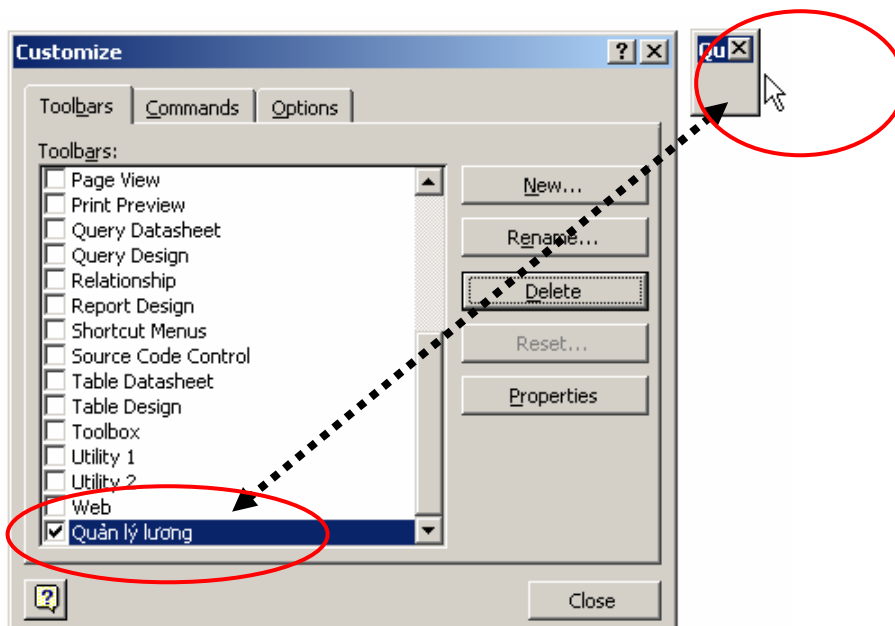 Customize
Qu
Toolbars Commands Options
Toolbars:
Page View
Print Preview
Query Datasheet
Query Design
Relationship
Report Design
Shortcut Menus
Source Code Control
Table Datasheet
Table Design
Toolbox
Utility 1
Utility 2
Web
Quản lý lương
New...
Rename...
Delete
Reset...
Properties
Close